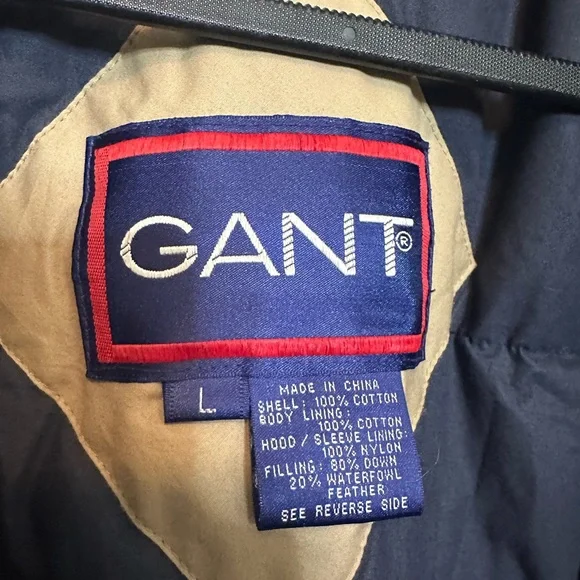 GANT®
L
MADE IN CHINA
SHELL: 100% COTTON
BODY LINING:
100% COTTON
HOOD / SLEEVE LINING:
100% NYLON
FILLING: 80% DOWN
20% WATERFOWL
FEATHER
SEE REVERSE SIDE